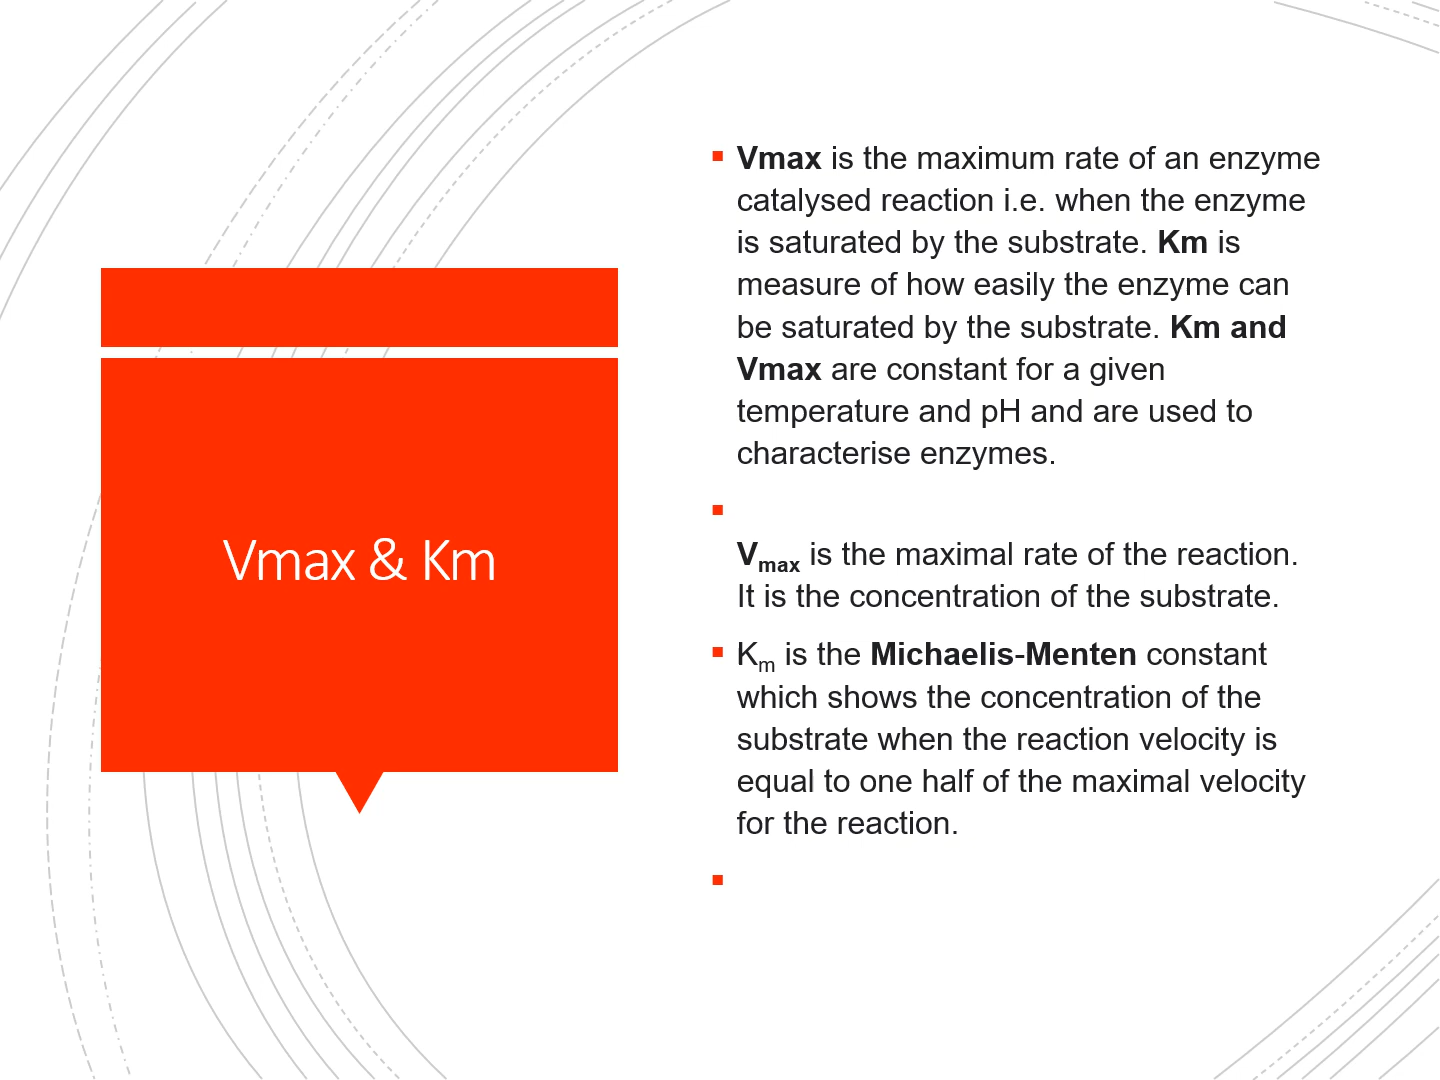 Vmax & Km
Vmax is the maximum rate of an enzyme
catalysed reaction i.e. when the enzyme
is saturated by the substrate. Km is
measure of how easily the enzyme can
be saturated by the substrate. Km and
Vmax are constant for a given
temperature and pH and are used to
characterise enzymes.
Vmax is the maximal rate of the reaction.
It is the concentration of the substrate.
Km is the Michaelis-Menten constant
which shows the concentration of the
substrate when the reaction velocity is
equal to one half of the maximal velocity
for the reaction.